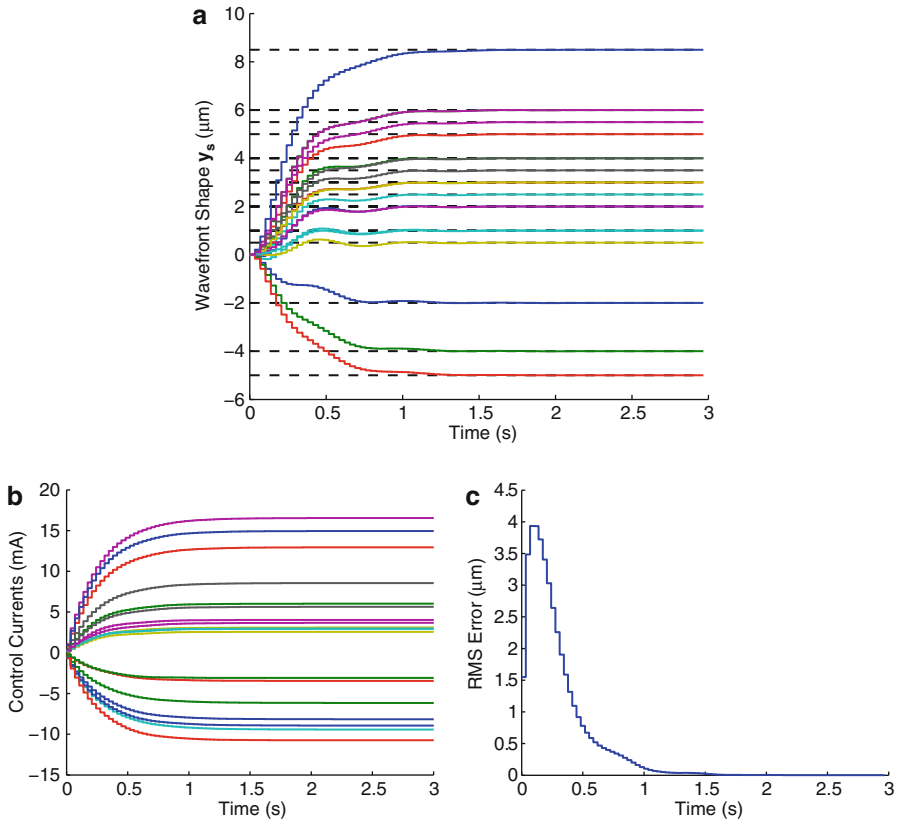 a
10
8
6
4
2
0
−2
−4
−6
Wavefront Shape ys (μm)
0 0.5 1 1.5 2 2.5 3
Time (s)
b
20
15
10
5
0
−5
−10
−15
Control Currents (mA)
0 0.5 1 1.5 2 2.5 3
Time (s)
c
4.5
4
3.5
3
2.5
2
1.5
1
0.5
0
RMS Error (μm)
0 0.5 1 1.5 2 2.5 3
Time (s)